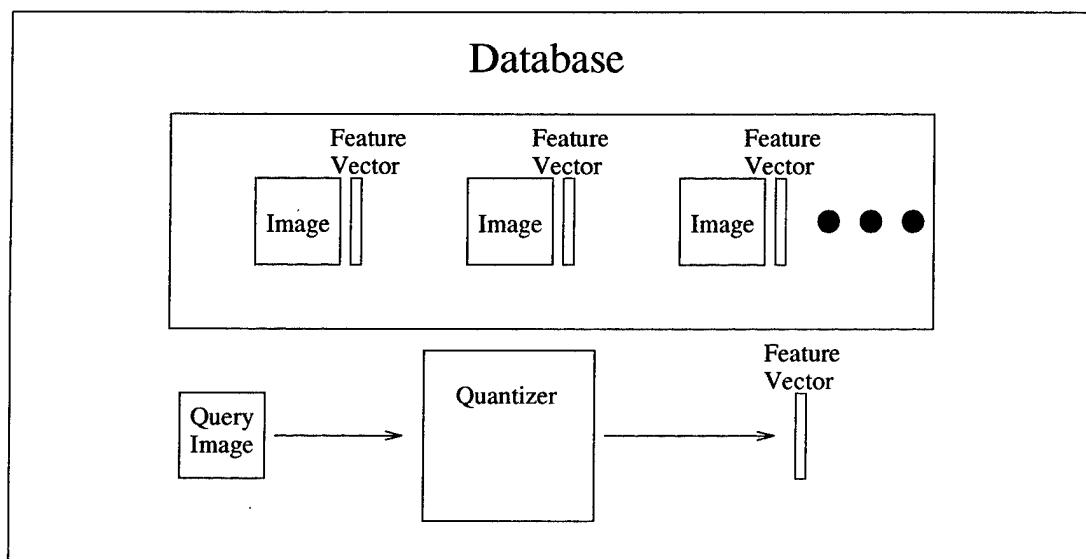 Database
Feature
Vector
Feature
Vector
Feature
Vector
Image
Image
Image
Feature
Vector
Query
Image
Quantizer